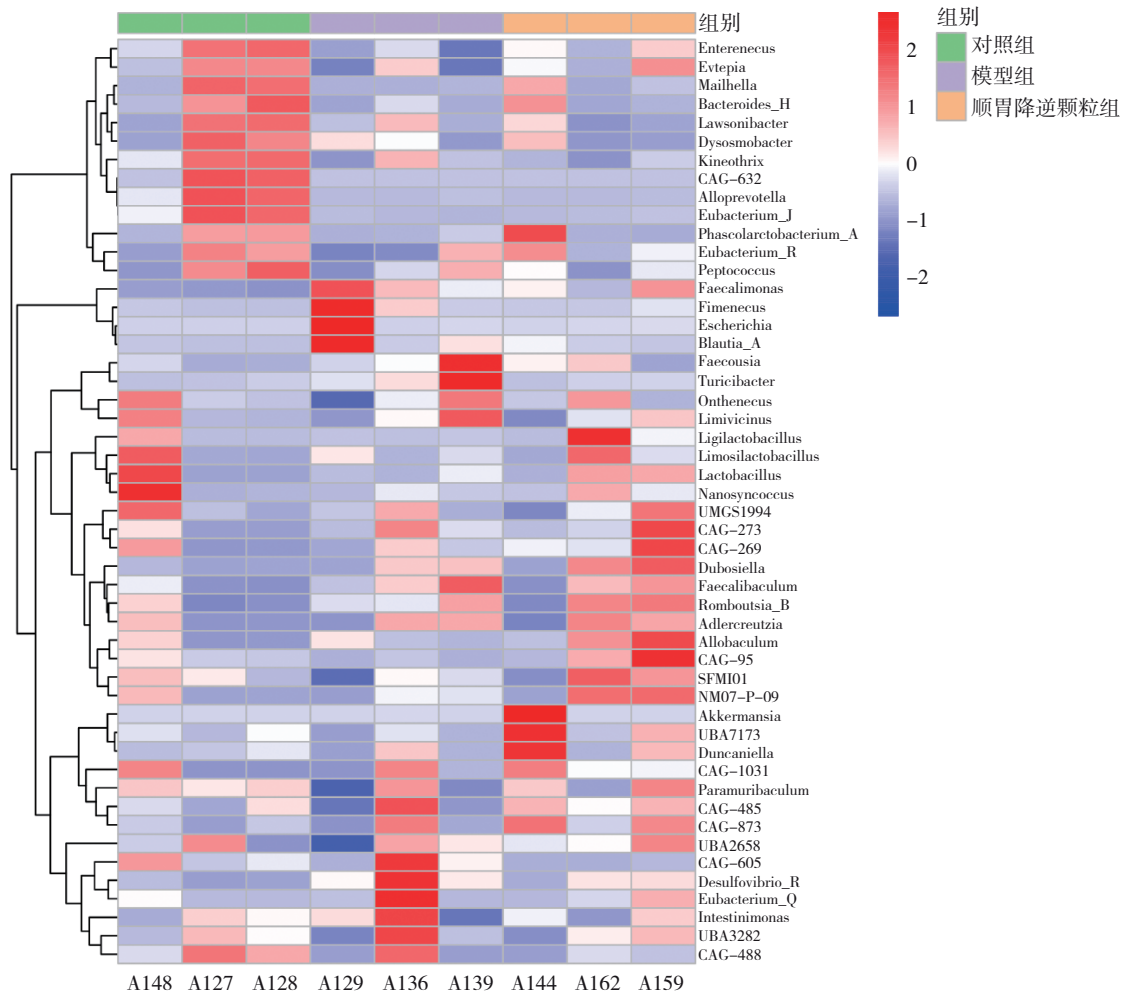 组别
组别
对照组
模型组
顺胃降逆颗粒组
2
1
0
-1
-2
Enterenecus
Evtepia
Mailhella
Bacteroides_H
Lawsonibacter
Dysosmobacter
Kineothrix
CAG-632
Alloprevotella
Eubacterium_J
Phascolarctobacterium_A
Eubacterium_R
Peptococcus
Faecalimonas
Fimenecus
Escherichia
Blautia_A
Faecousia
Turicibacter
Onthenecus
Limivicinus
Ligilactobacillus
Limosilactobacillus
Lactobacillus
Nanosyncoccus
UMGS1994
CAG-273
CAG-269
Dubosiella
Faecalibaculum
Romboutsia_B
Adlercreutzia
Allobaculum
CAG-95
SFMI01
NM07-P-09
Akkermansia
UBA7173
Duncaniella
CAG-1031
Paramuribaculum
CAG-485
CAG-873
UBA2658
CAG-605
Desulfovibrio_R
Eubacterium_Q
Intestinimonas
UBA3282
CAG-488
A148 A127 A128 A129 A136 A139 A144 A162 A159